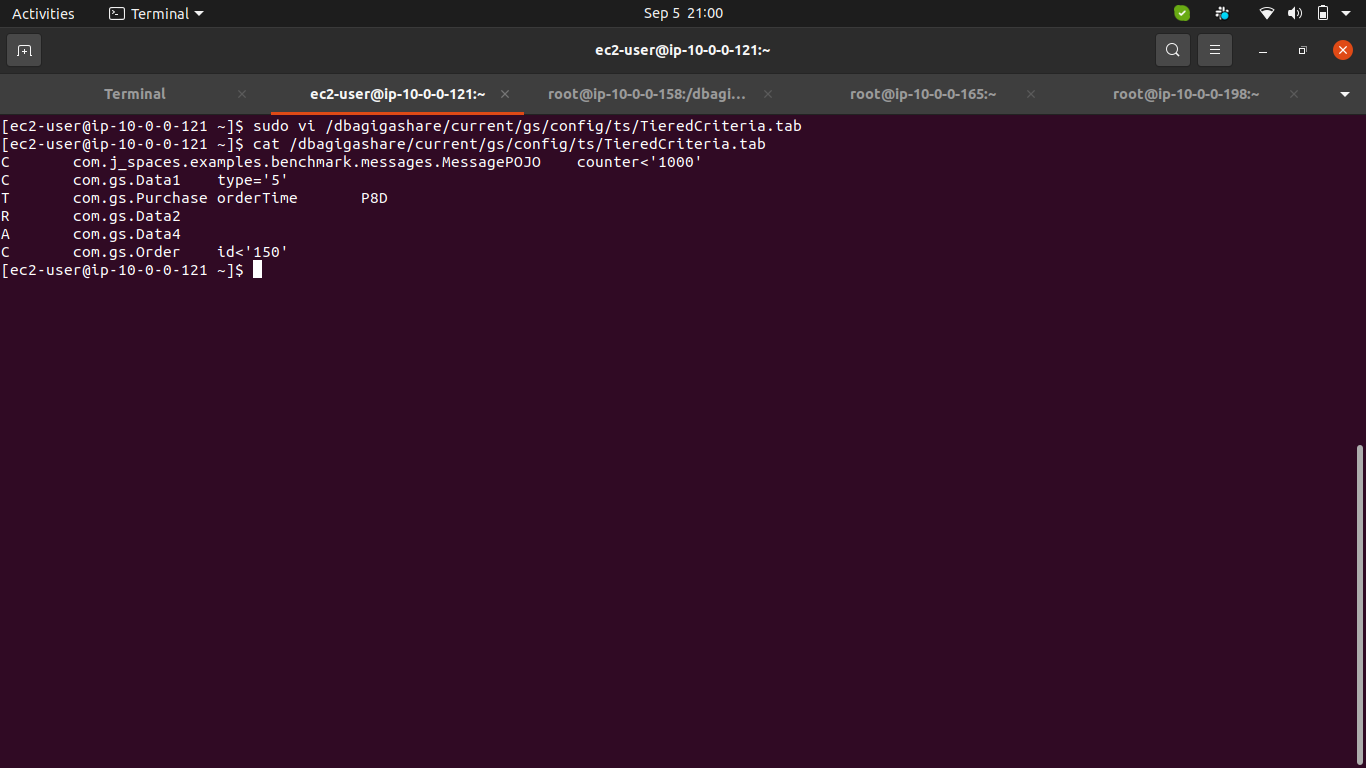 Activities Terminal Sep 5 21:00
ec2-user@ip-10-0-0-121:~
Terminal ec2-user@ip-10-0-0-121:~ root@ip-10-0-0-158:/dbagi… root@ip-10-0-0-165:~ root@ip-10-0-0-198:~
[ec2-user@ip-10-0-0-121 ~]$ sudo vi /dbagigashare/current/gs/config/ts/TieredCriteria.tab
[ec2-user@ip-10-0-0-121 ~]$ cat /dbagigashare/current/gs/config/ts/TieredCriteria.tab
C       com.j_spaces.examples.benchmark.messages.MessagePOJO    counter<'1000'
C       com.gs.Data1    type='5'
T       com.gs.Purchase orderTime       P8D
R       com.gs.Data2
A       com.gs.Data4
C       com.gs.Order    id<'150'
[ec2-user@ip-10-0-0-121 ~]$